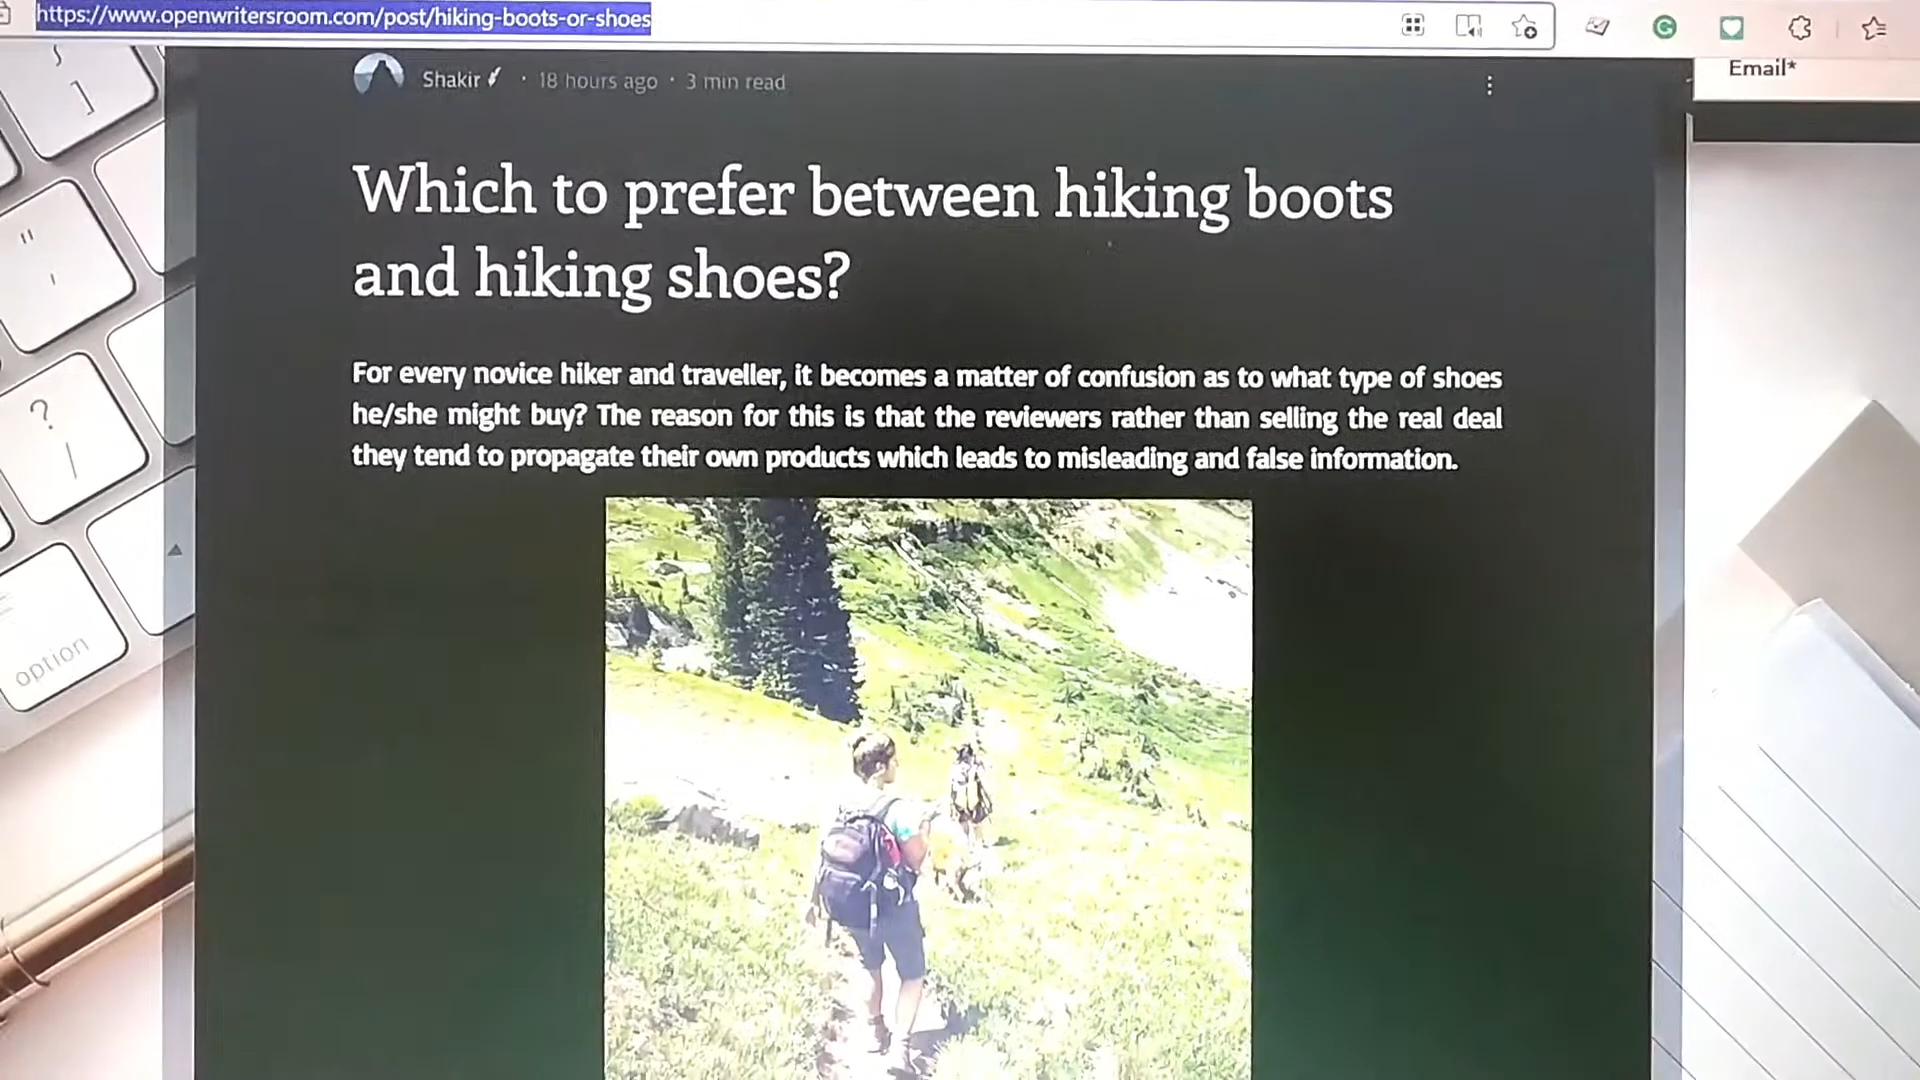 https://www.openwritersroom.com/post/hiking-boots-or-shoes
Email*
Shakir · 18 hours ago · 3 min read
Which to prefer between hiking boots
and hiking shoes?
For every novice hiker and traveller, it becomes a matter of confusion as to what type of shoes
he/she might buy? The reason for this is that the reviewers rather than selling the real deal
they tend to propagate their own products which leads to misleading and false information.
}
]
"
'
?
/
option